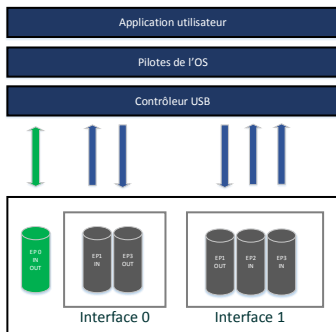 Application utilisateur
Pilotes de l'OS
Contrôleur USB
EP 0
IN
OUT
EP1
IN
EP3
OUT
EP1
OUT
EP2
IN
EP3
IN
Interface 0
Interface 1